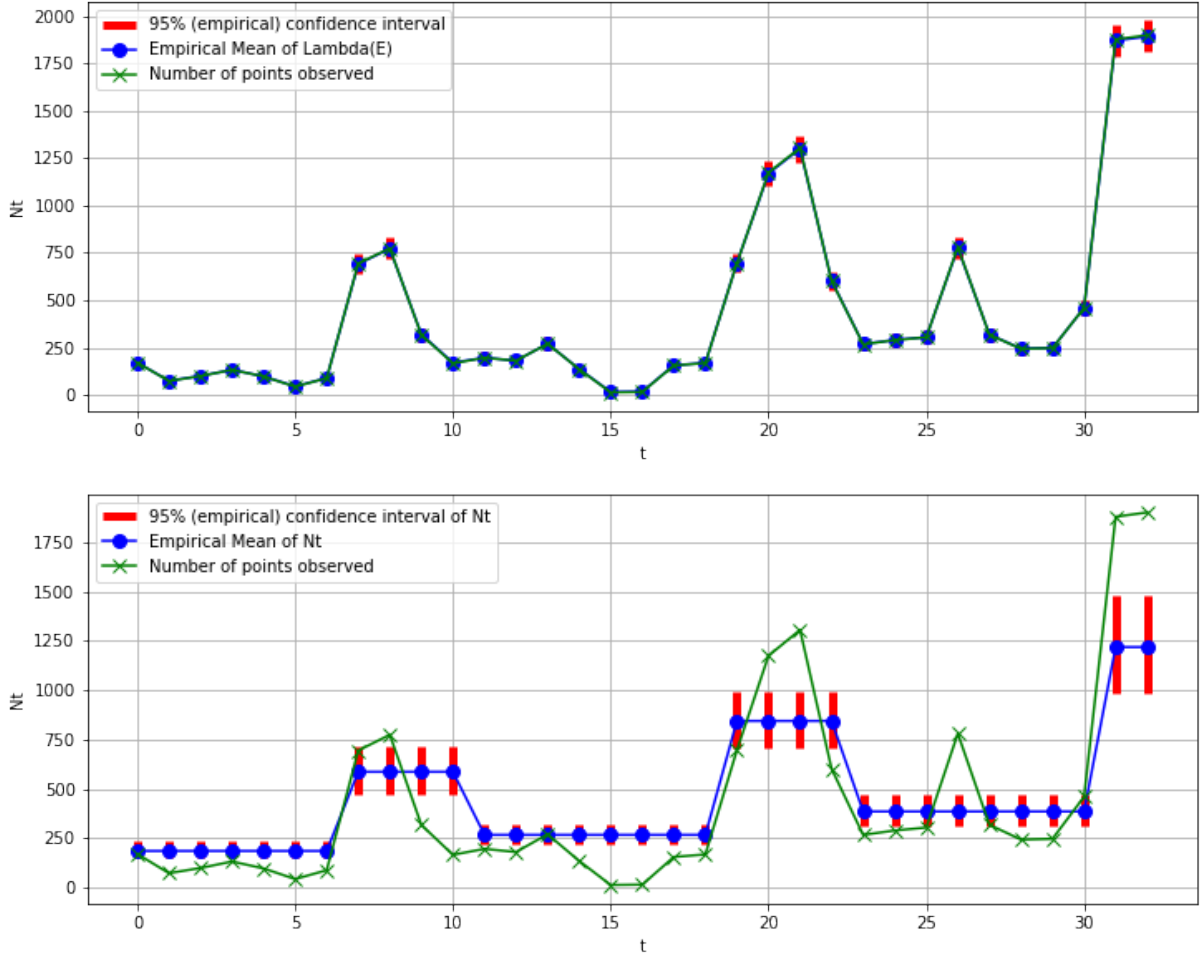 2000
1750
1500
1250
1000
750
500
250
0
Nt
95% (empirical) confidence interval
Empirical Mean of Lambda(E)
Number of points observed
0 5 10 15 20 25 30
t
1750
1500
1250
1000
750
500
250
0
Nt
95% (empirical) confidence interval of Nt
Empirical Mean of Nt
Number of points observed
0 5 10 15 20 25 30
t